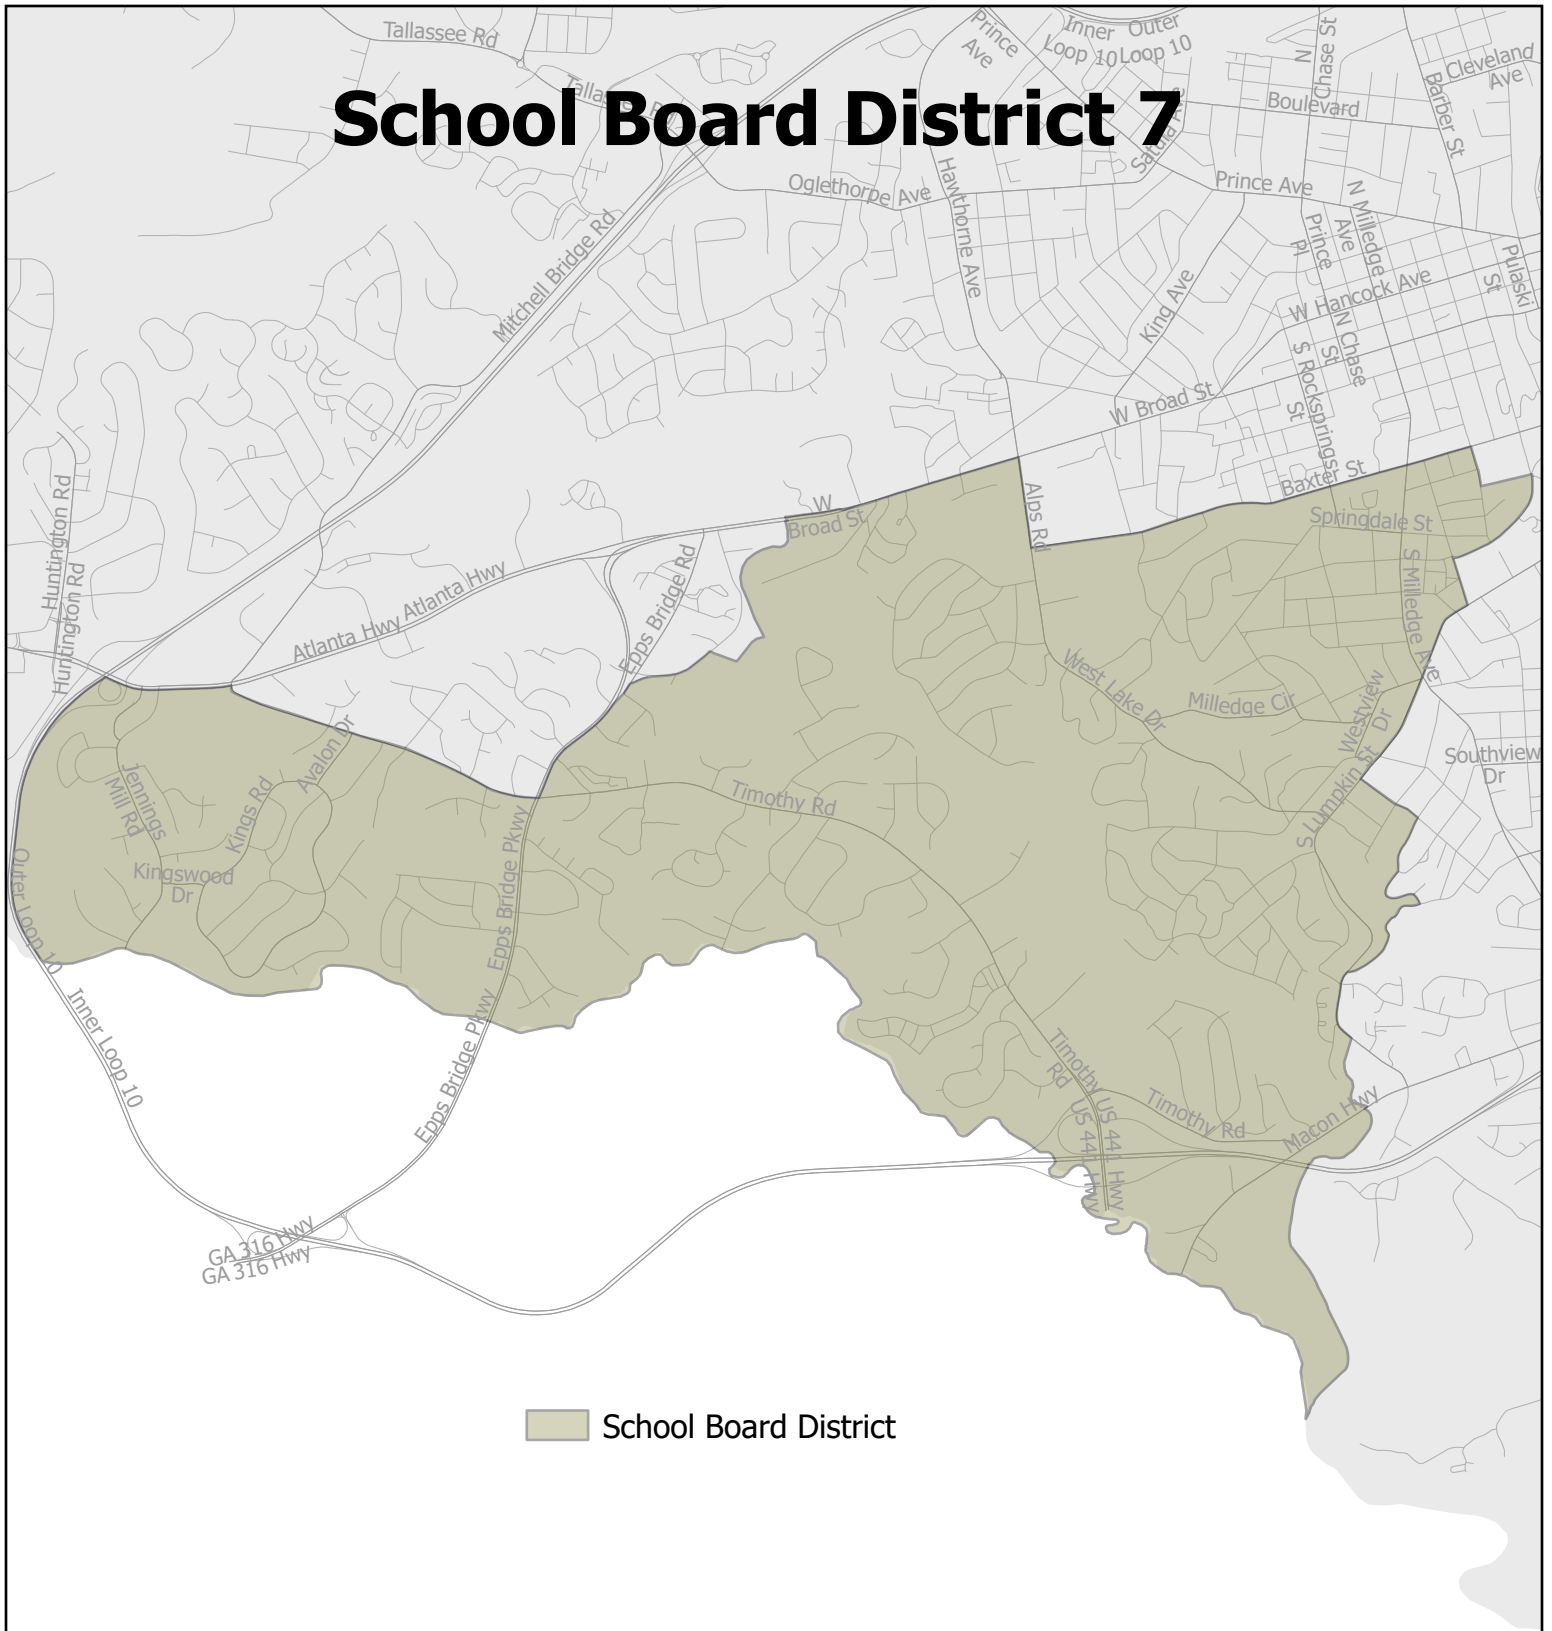 School Board District 7
Tallassee Rd
Tallassee Rd
Prince
Ave
Inner
Loop 10
Outer
Loop 10
N
Chase St
Cleveland
Ave
Boulevard
Barber St
Satula Ave
Oglethorpe Ave
Hawthorne Ave
Prince Ave
N Milledge
Ave
Prince
Pl
Pulaski
St
Mitchell Bridge Rd
King Ave
W Hancock Ave
N Chase
St
S Rocksprings
St
W Broad St
Baxter St
Huntington Rd
Huntington Rd
W
Broad St
Alps Rd
Springdale St
S Milledge Ave
Atlanta Hwy
Atlanta Hwy
Epps Bridge Rd
West Lake Dr
Milledge Cir
Westview
Dr
Southview
Dr
S Lumpkin St
Avalon Dr
Jennings
Mill Rd
Kings Rd
Kingswood
Dr
Timothy Rd
Epps Bridge Pkwy
Outer Loop 10
Inner Loop 10
Epps Bridge Pkwy
Timothy
Rd
US 441 Hwy
US 441 Hwy
Timothy Rd
Macon Hwy
GA 316 Hwy
GA 316 Hwy
School Board District